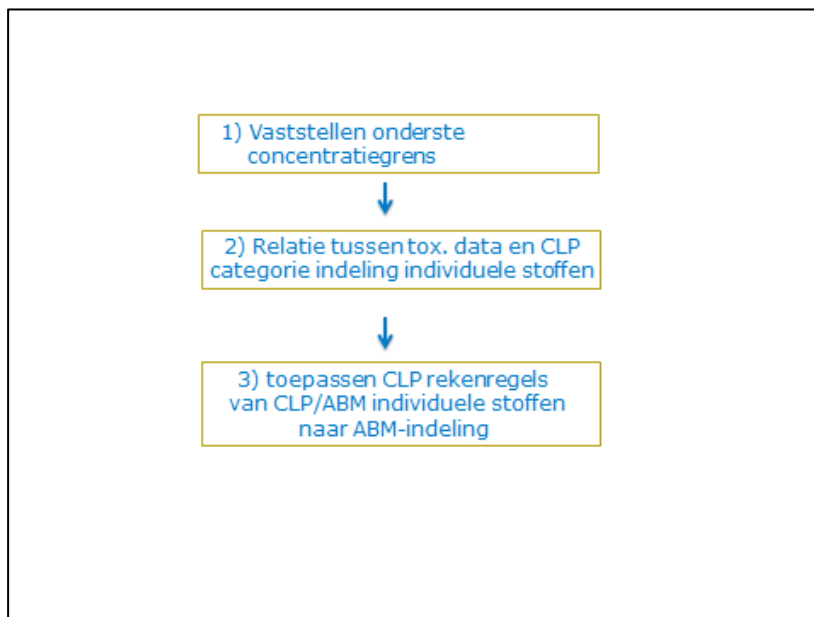 1) Vaststellen onderste
concentratiegrens
2) Relatie tussen tox. data en CLP
categorie indeling individuele stoffen
3) toepassen CLP rekenregels
van CLP/ABM individuele stoffen
naar ABM-indeling